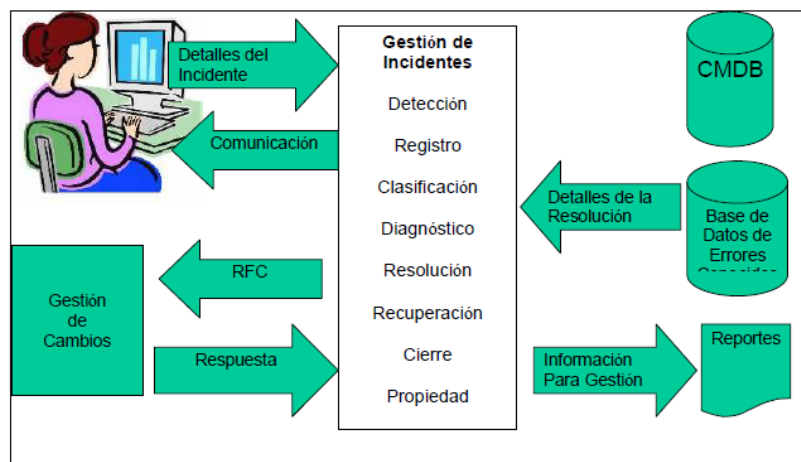 Detalles del
Incidente
Comunicación
Gestión de
Incidentes
Detección
Registro
Clasificación
Diagnóstico
Resolución
Recuperación
Cierre
Propiedad
CMDB
Detalles de la
Resolución
Base de
Datos de
Errores
RFC
Gestión
de
Cambios
Respuesta
Información
Para Gestión
Reportes